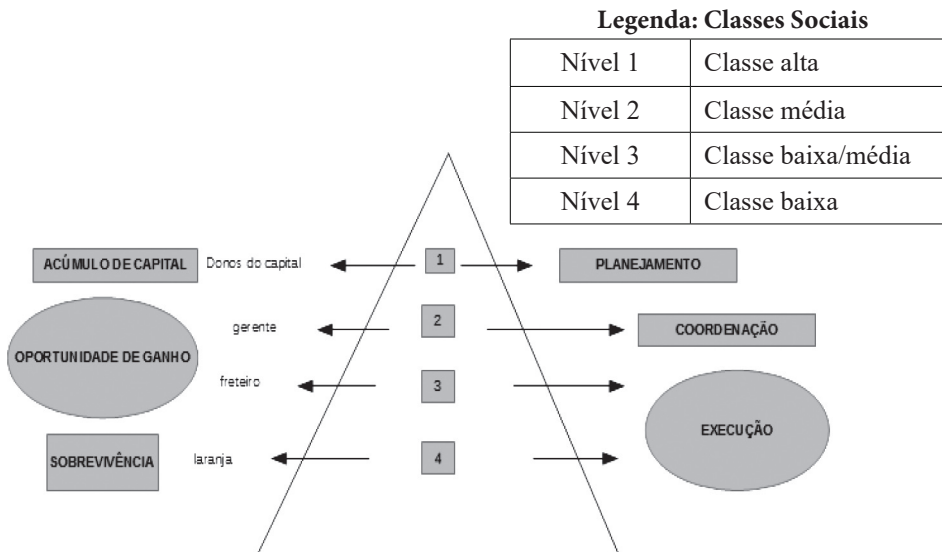 Legenda: Classes Sociais
Nível 1 Classe alta
Nível 2 Classe média
Nível 3 Classe baixa/média
Nível 4 Classe baixa
ACÚMULO DE CAPITAL Donos do capital 1 PLANEJAMENTO
gerente 2 COORDENAÇÃO
OPORTUNIDADE DE GANHO
freteiro 3
EXECUÇÃO
SOBREVIVÊNCIA laranja 4